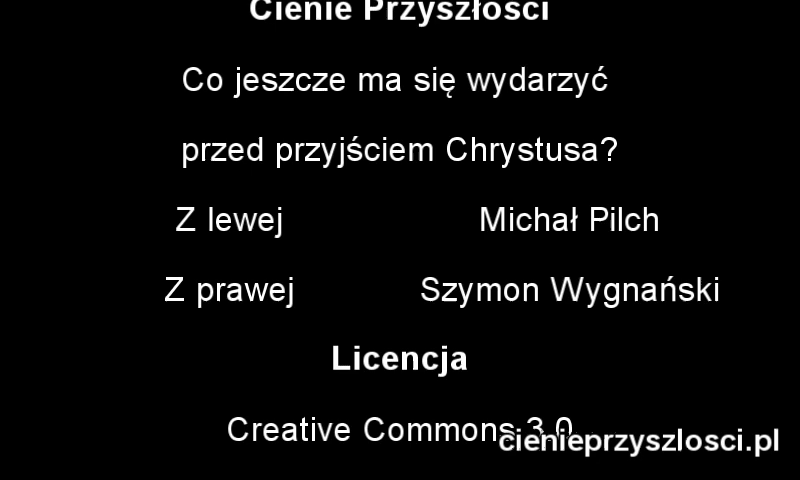 Cienie Przyszłości
Co jeszcze ma się wydarzyć
przed przyjściem Chrystusa?
Z lewej Michał Pilch
Z prawej Szymon Wygnański
Licencja
Creative Commons 3.0
cienieprzyszlosci.pl